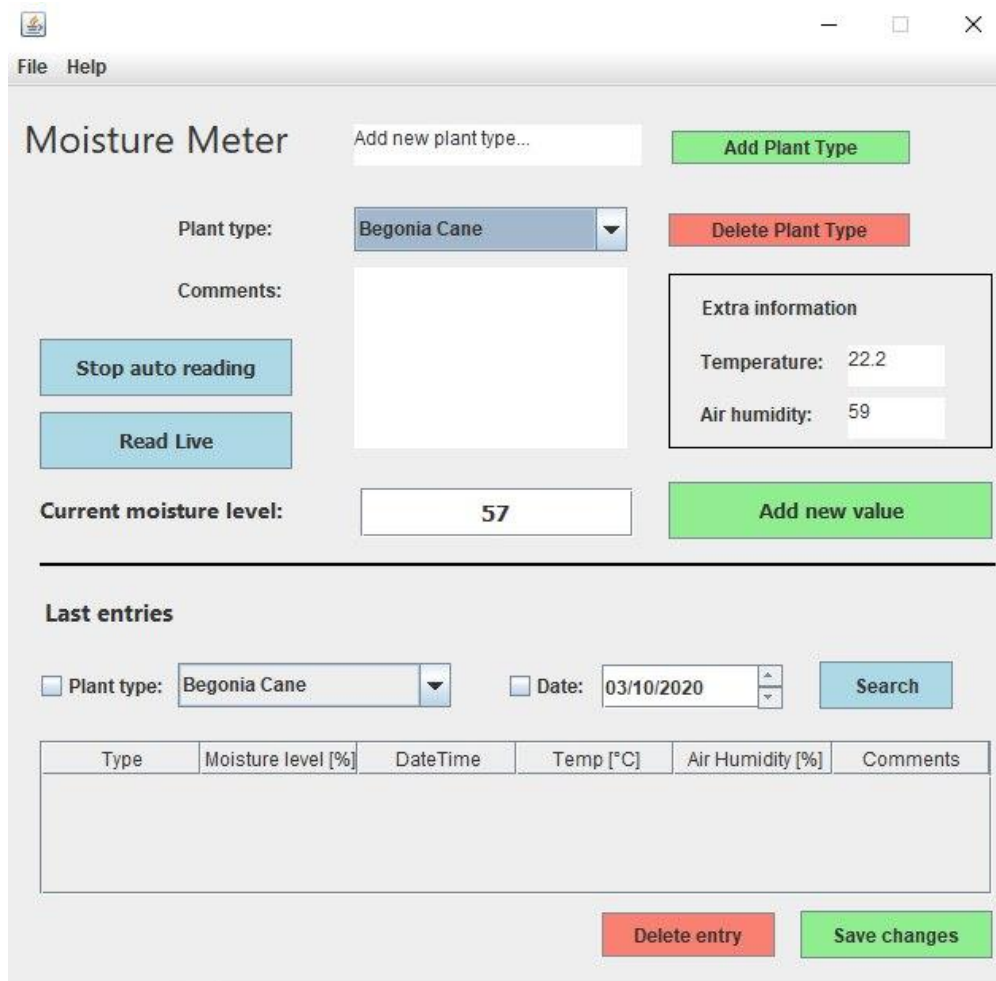 File Help
Moisture Meter Add new plant type... Add Plant Type
Plant type: Begonia Cane Delete Plant Type
Comments:
Extra information
Stop auto reading Temperature: 22.2
Read Live Air humidity: 59
Current moisture level: 57 Add new value
Last entries
Plant type: Begonia Cane Date: 03/10/2020 Search
Type Moisture level [%] DateTime Temp [°C] Air Humidity [%] Comments
Delete entry Save changes